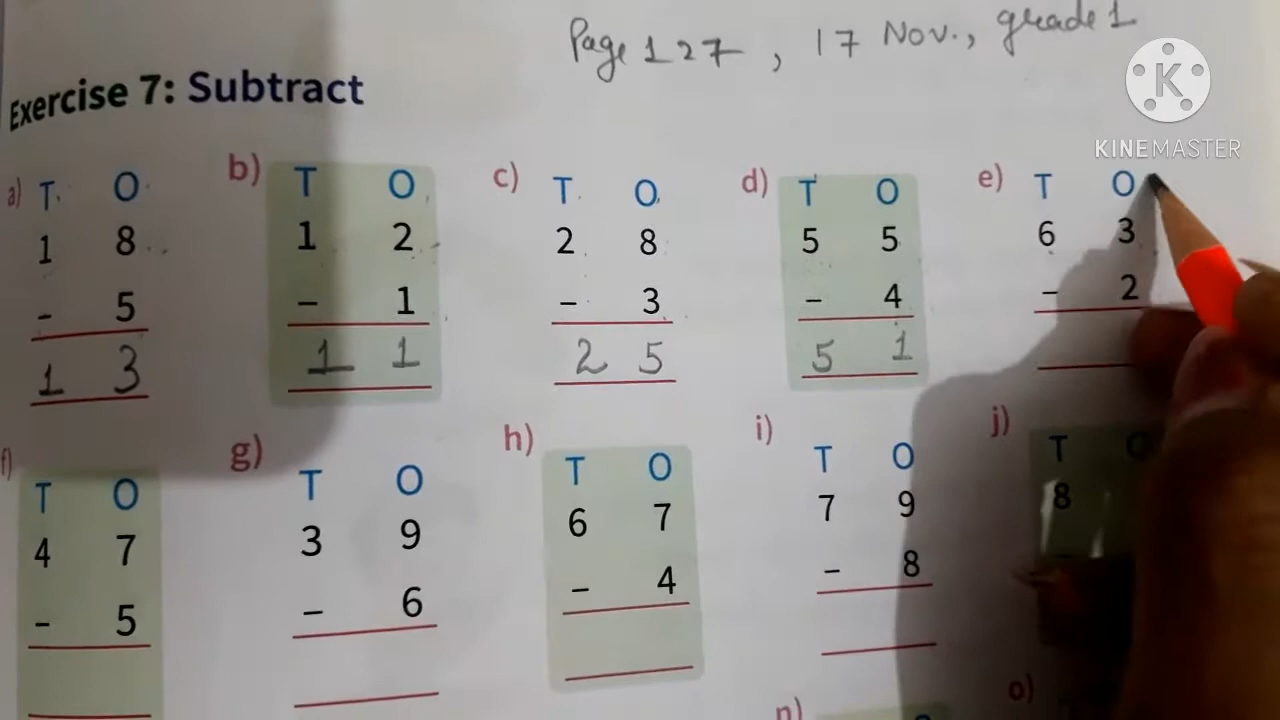 Page 127, 17 Nov., grade 1
K
KINEMASTER
Exercise 7: Subtract
a) b) c) d) e)
T O T O T O T O T O
1 8 1 2 2 8 5 5 6 3
- 5 - 1 - 3 - 4 - 2
1 3 1 1 2 5 5 1
f) g) h) i) j)
T O T O T O T O T O
4 7 3 9 6 7 7 9 8
- 5 - 6 - 4 - 8
n) o)